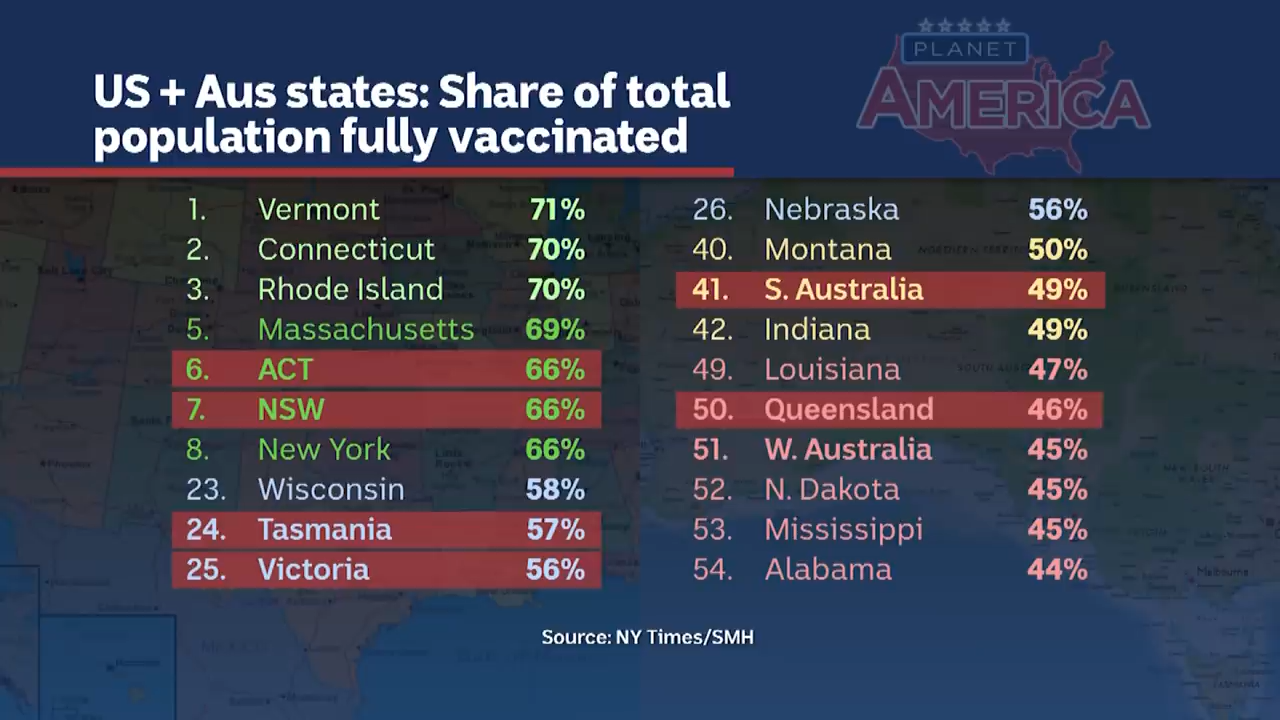 ★★★★★
PLANET
AMERICA
US + Aus states: Share of total
population fully vaccinated
1. Vermont 71%
2. Connecticut 70%
3. Rhode Island 70%
5. Massachusetts 69%
6. ACT 66%
7. NSW 66%
8. New York 66%
23. Wisconsin 58%
24. Tasmania 57%
25. Victoria 56%
26. Nebraska 56%
40. Montana 50%
41. S. Australia 49%
42. Indiana 49%
49. Louisiana 47%
50. Queensland 46%
51. W. Australia 45%
52. N. Dakota 45%
53. Mississippi 45%
54. Alabama 44%
Source: NY Times/SMH
Melbourne
TASMANIA